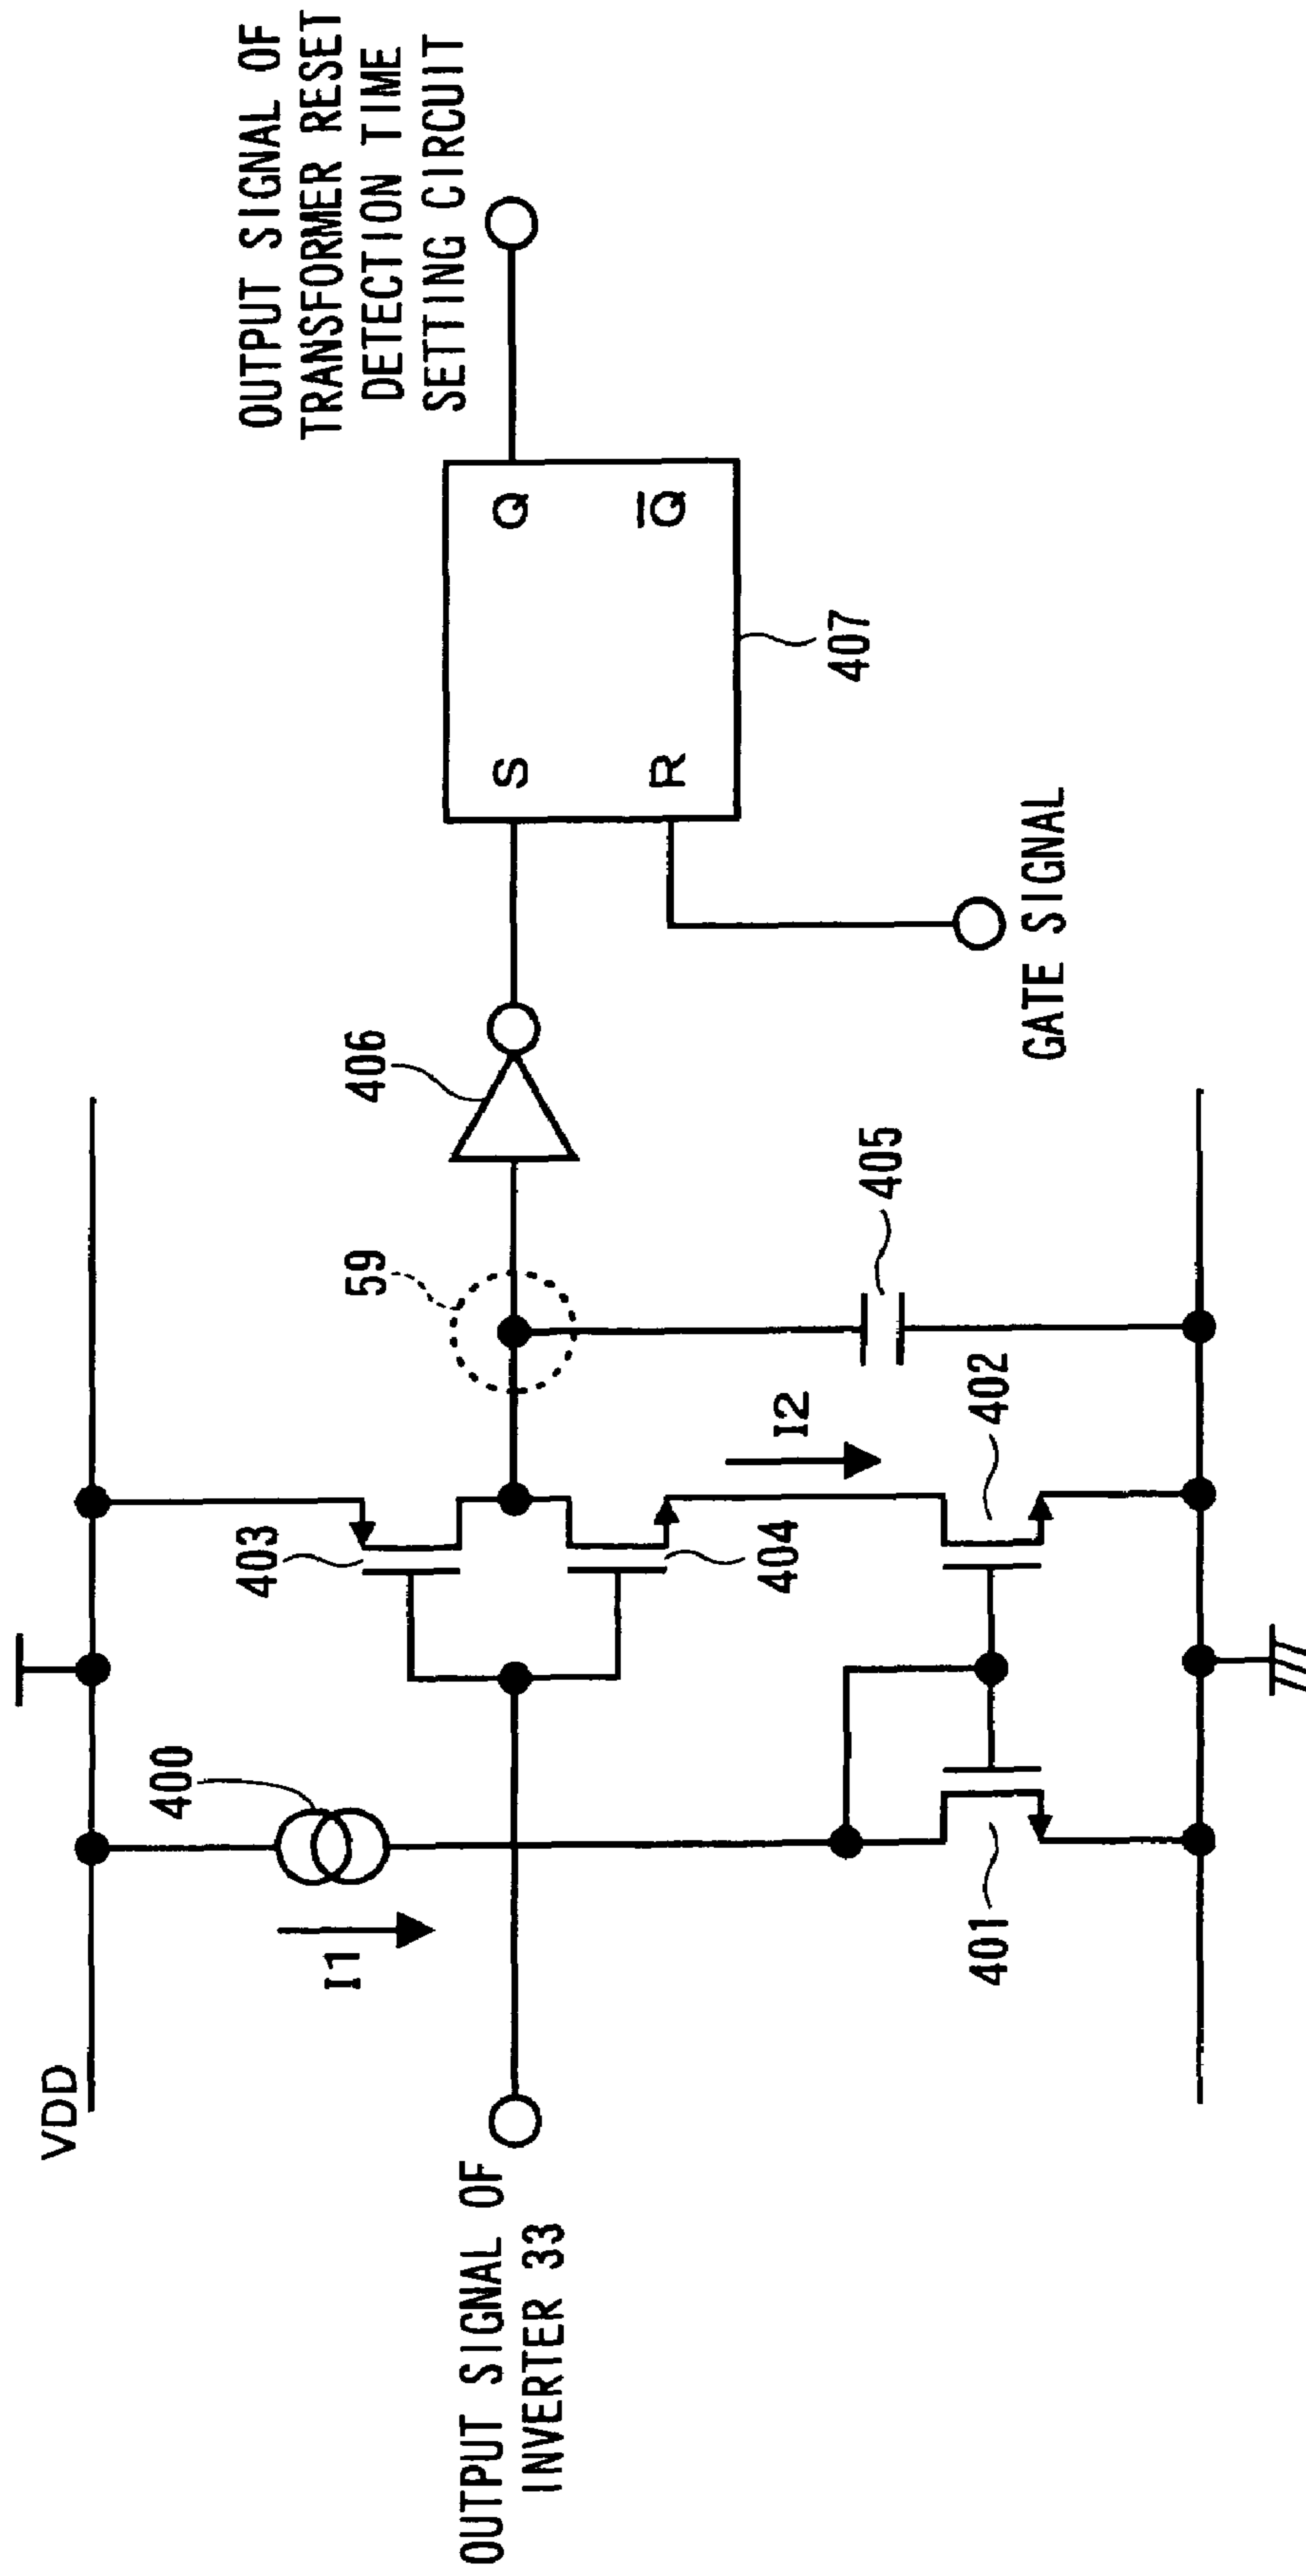 VDD
I1
400
403
59
406
OUTPUT SIGNAL OF
TRANSFORMER RESET
DETECTION TIME
SETTING CIRCUIT
OUTPUT SIGNAL OF
INVERTER 33
S
Q
R
Q̅
407
404
I2
405
401
402
GATE SIGNAL